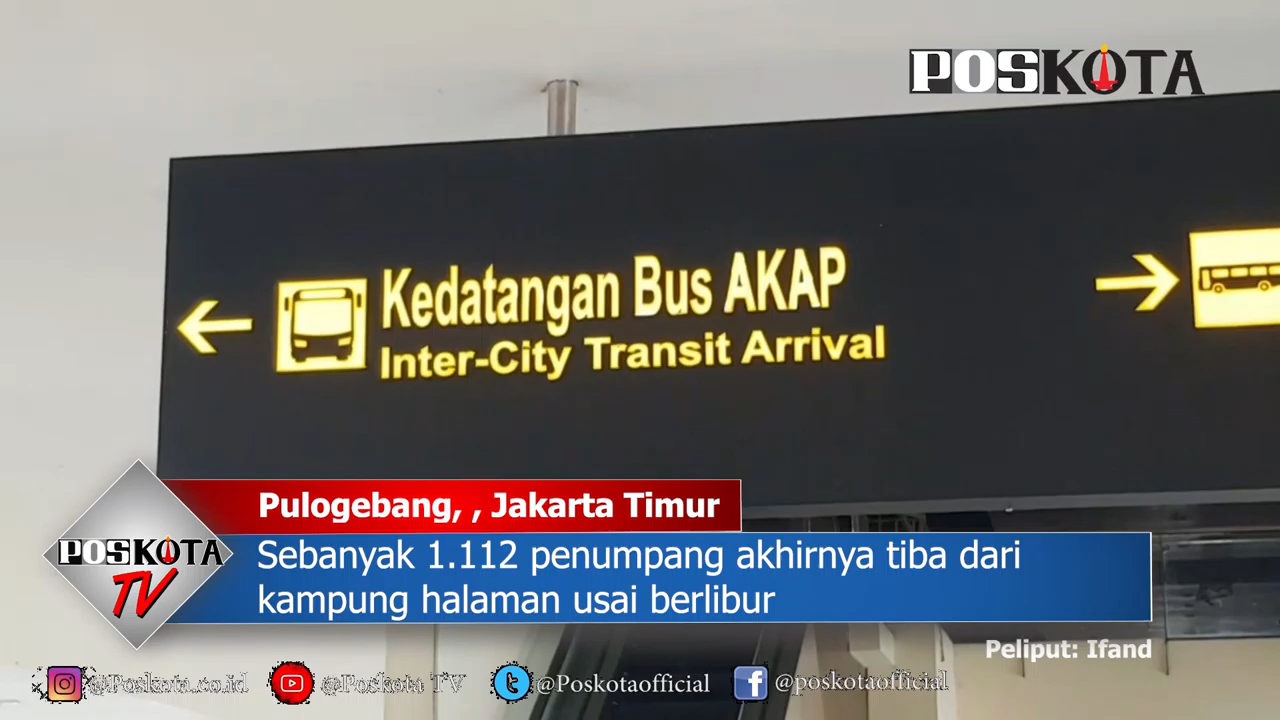 POSKOTA
Kedatangan Bus AKAP
Inter-City Transit Arrival
Pulogebang, , Jakarta Timur
POSKOTA
TV
Sebanyak 1.112 penumpang akhirnya tiba dari
kampung halaman usai berlibur
Peliput: Ifand
@Poskota.co.id
@Poskota TV
@Poskotaofficial
@poskotaofficial